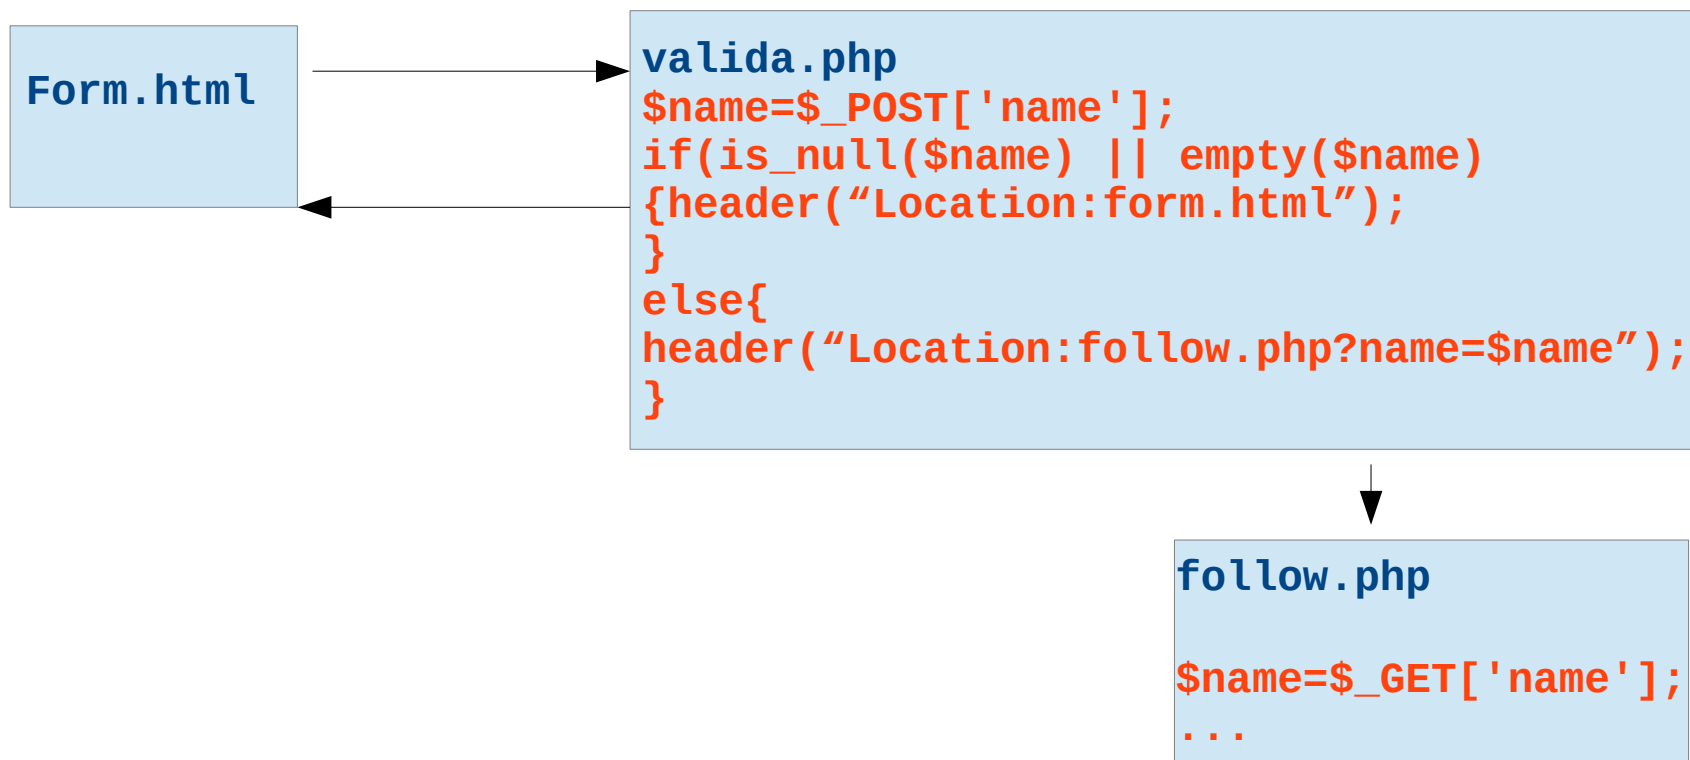 Form.html
valida.php
$name=$_POST['name'];
if(is_null($name) || empty($name)
{header(“Location:form.html”);
}
else{
header(“Location:follow.php?name=$name”);
}
follow.php
$name=$_GET['name'];
...